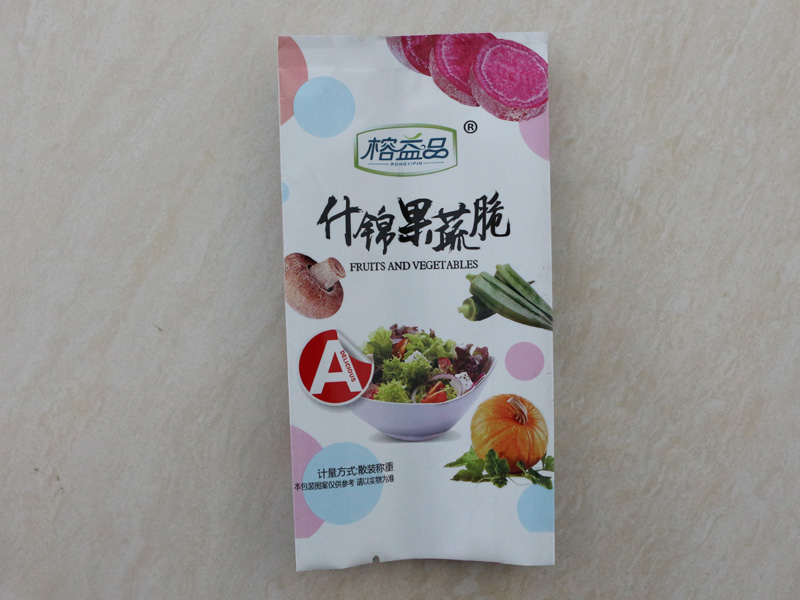 ®
榕益品
RONGYIPIN
什锦果蔬脆
FRUITS AND VEGETABLES
A
DELICIOUS
计量方式:散装称重
本包装图案仅供参考 请以实物为准